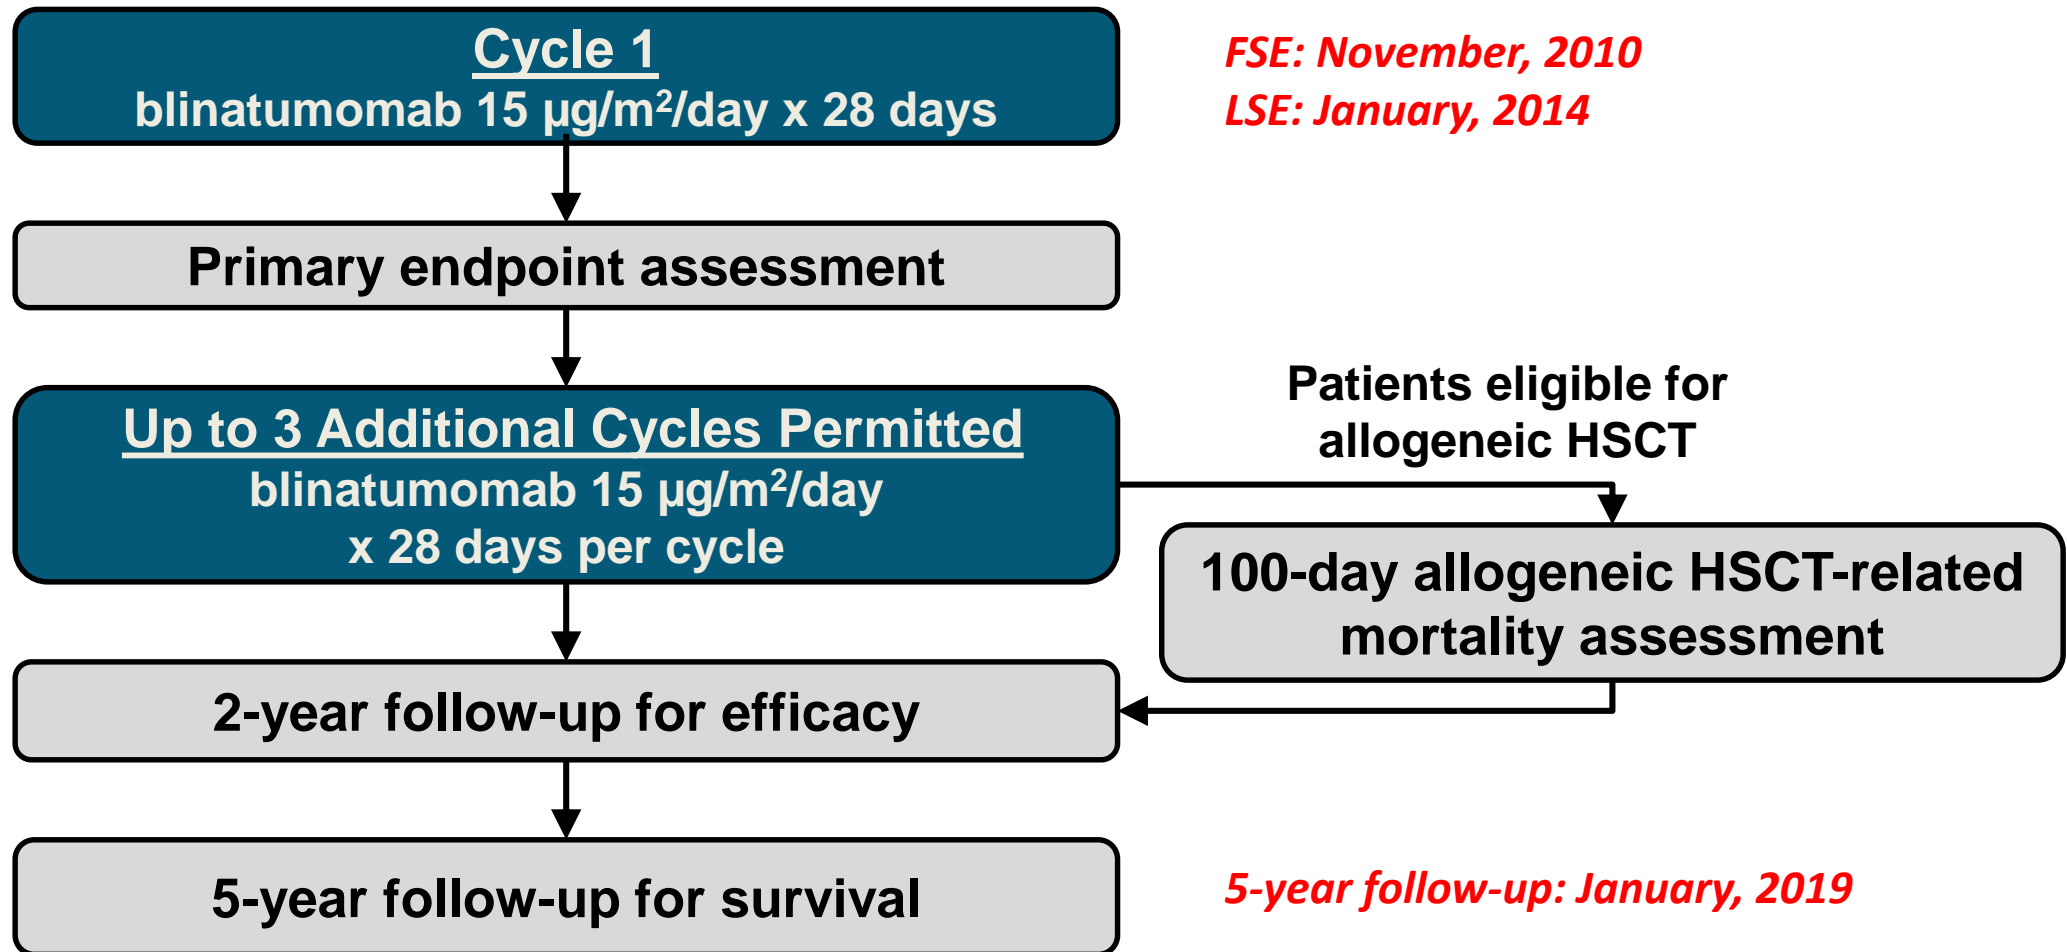 Cycle 1
blinatumomab 15 µg/m²/day x 28 days
FSE: November, 2010
LSE: January, 2014
Primary endpoint assessment
Up to 3 Additional Cycles Permitted
blinatumomab 15 µg/m²/day
x 28 days per cycle
Patients eligible for
allogeneic HSCT
100-day allogeneic HSCT-related
mortality assessment
2-year follow-up for efficacy
5-year follow-up for survival
5-year follow-up: January, 2019